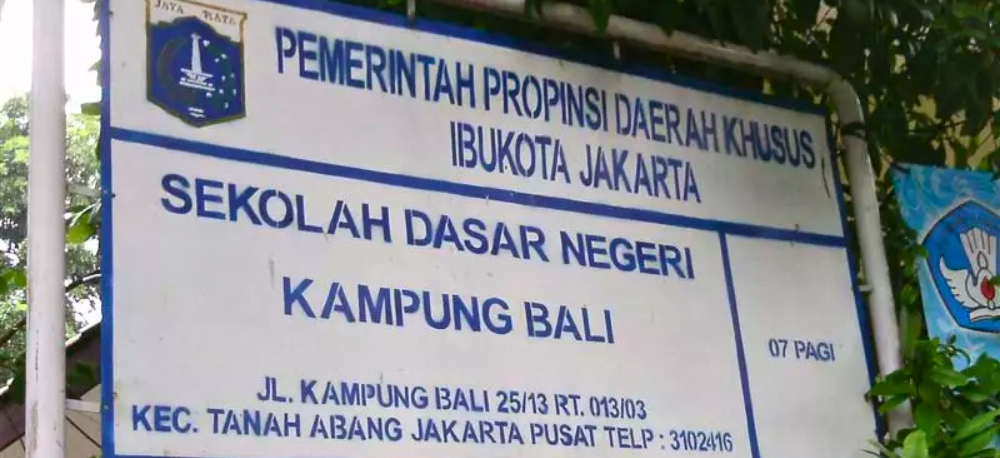 JAYA RAYA
PEMERINTAH PROPINSI DAERAH KHUSUS
IBUKOTA JAKARTA
SEKOLAH DASAR NEGERI
KAMPUNG BALI
07 PAGI
JL. KAMPUNG BALI 25/13 RT. 013/03
KEC. TANAH ABANG JAKARTA PUSAT TELP : 3102416